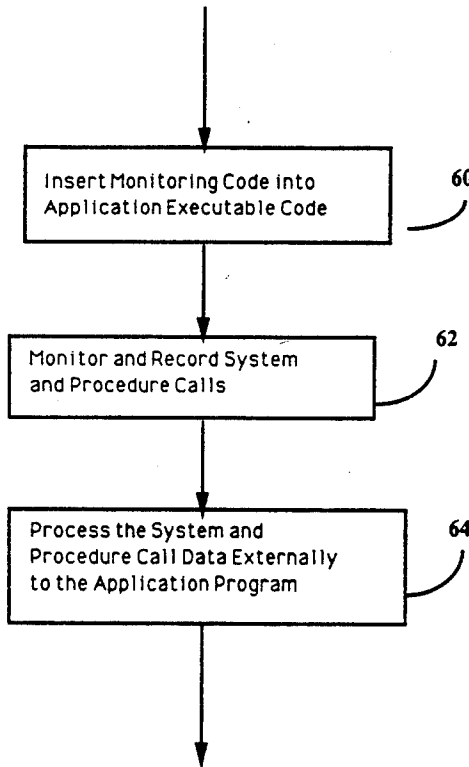 Insert Monitoring Code into
Application Executable Code
60
Monitor and Record System
and Procedure Calls
62
Process the System and
Procedure Call Data Externally
to the Application Program
64